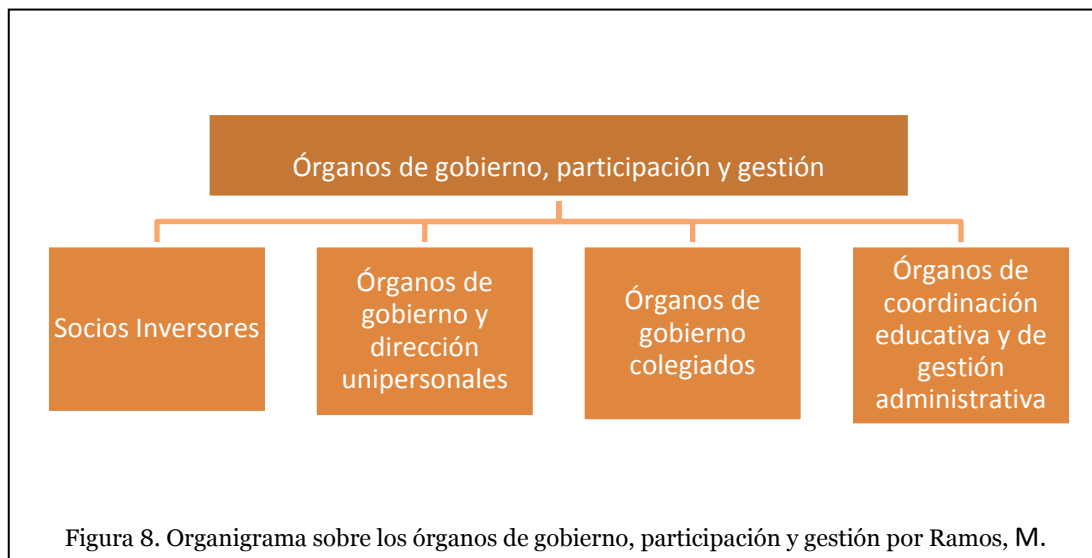 Órganos de gobierno, participación y gestión
Socios Inversores
Órganos de
gobierno y
dirección
unipersonales
Órganos de
gobierno
colegiados
Órganos de
coordinación
educativa y de
gestión
administrativa
Figura 8. Organigrama sobre los órganos de gobierno, participación y gestión por Ramos, M.